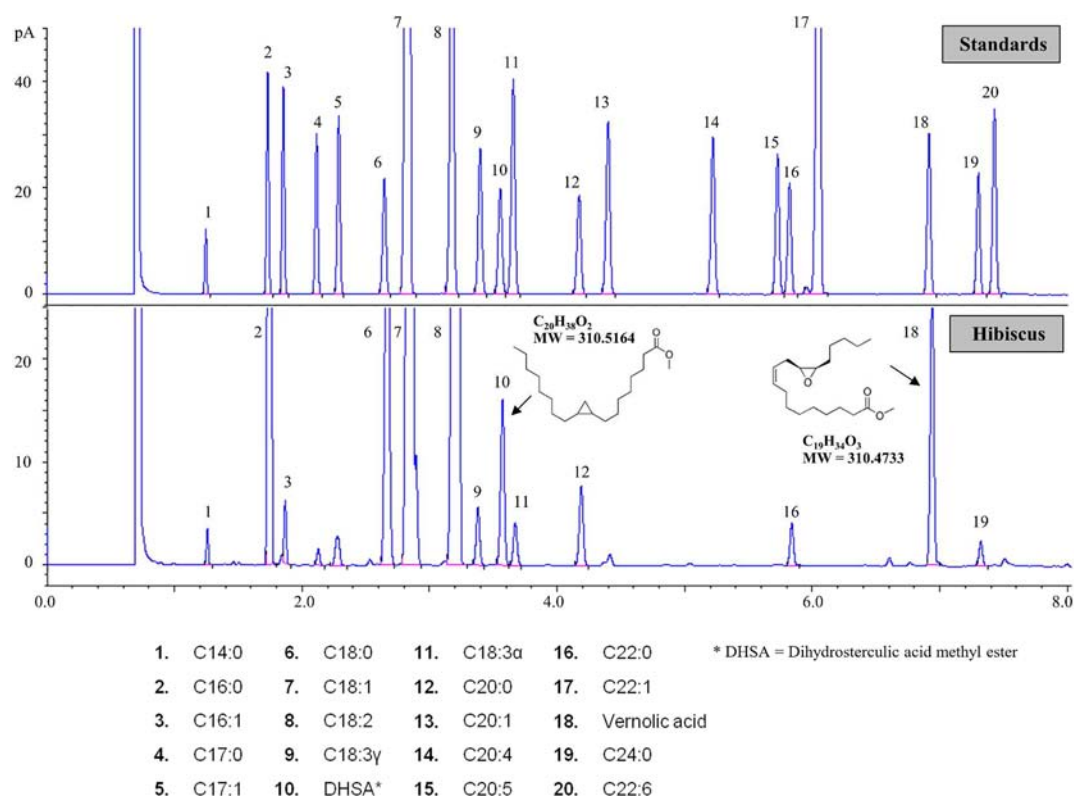 pA
Standards
40
20
0
1
2
3
4
5
6
7
8
9
10
11
12
13
14
15
16
17
18
19
20
Hibiscus
20
10
0
1
2
3
6
7
8
9
10
11
12
16
18
19
C20H38O2
MW = 310.5164
O
O
O
O
O
C19H34O3
MW = 310.4733
0.0 2.0 4.0 6.0 8.0
1. C14:0 6. C18:0 11. C18:3α 16. C22:0 * DHSA = Dihydrosterculic acid methyl ester
2. C16:0 7. C18:1 12. C20:0 17. C22:1
3. C16:1 8. C18:2 13. C20:1 18. Vernolic acid
4. C17:0 9. C18:3γ 14. C20:4 19. C24:0
5. C17:1 10. DHSA* 15. C20:5 20. C22:6